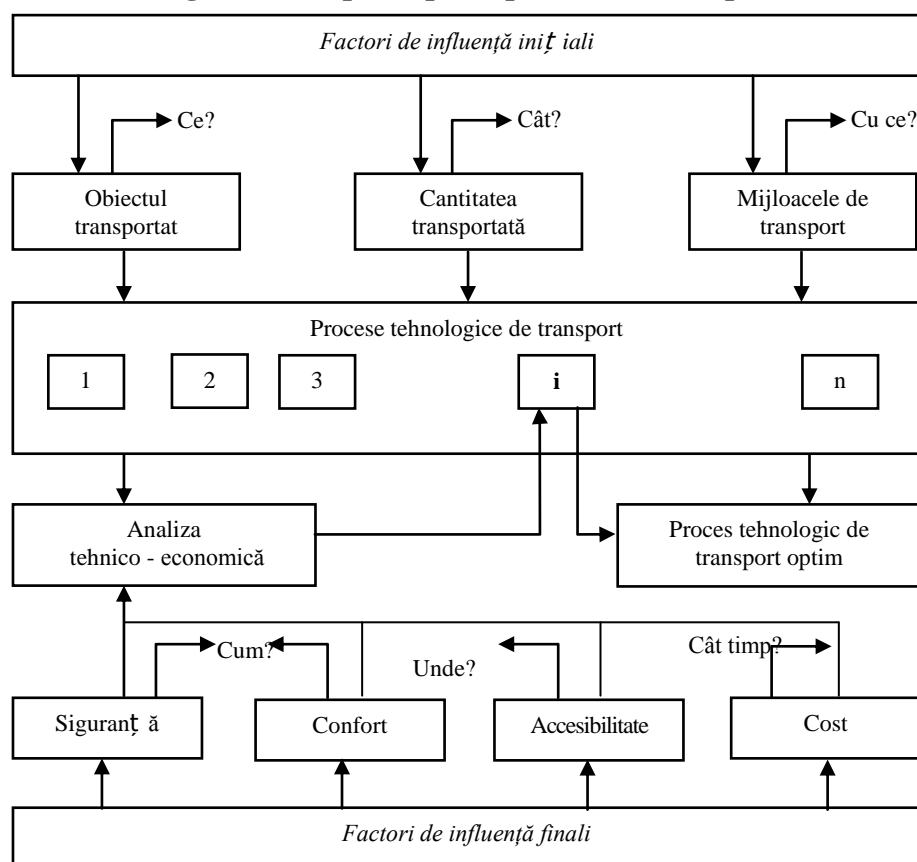 Factori de influență inițiali
Ce?
Cât?
Cu ce?
Obiectul
transportat
Cantitatea
transportată
Mijloacele de
transport
Procese tehnologice de transport
1
2
3
i
n
Analiza
tehnico - economică
Proces tehnologic de
transport optim
Cum?
Unde?
Cât timp?
Siguranță
Confort
Accesibilitate
Cost
Factori de influență finali